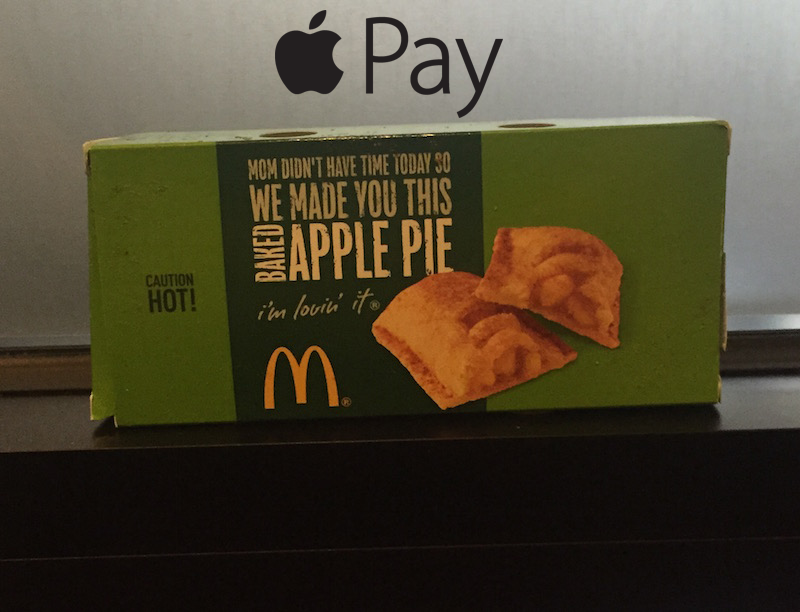 Pay
MOM DIDN'T HAVE TIME TODAY SO
WE MADE YOU THIS
BAKED
APPLE PIE
i'm lovin' it®
CAUTION
HOT!
M®